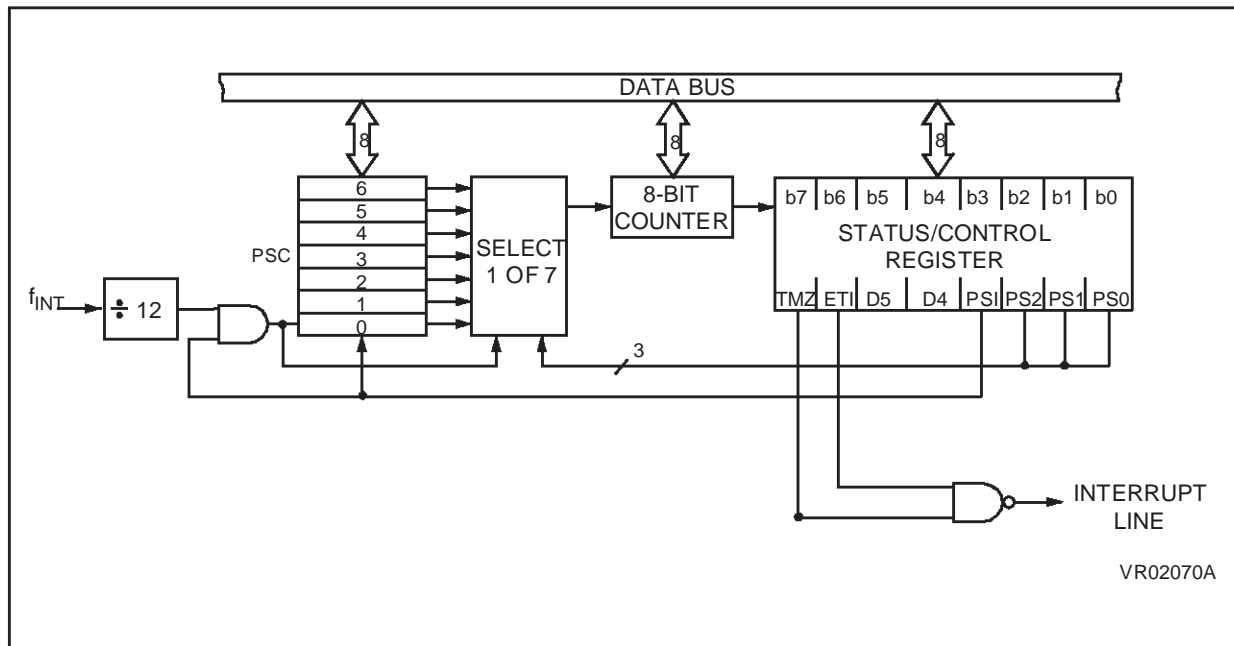 DATA BUS
8
8
8
6
5
4
3
2
1
0
PSC
SELECT
1 OF 7
8-BIT
COUNTER
b7 b6 b5 b4 b3 b2 b1 b0
STATUS/CONTROL
REGISTER
TMZ ETI D5 D4 PSI PS2 PS1 PS0
fINT
÷ 12
3
INTERRUPT
LINE
VR02070A